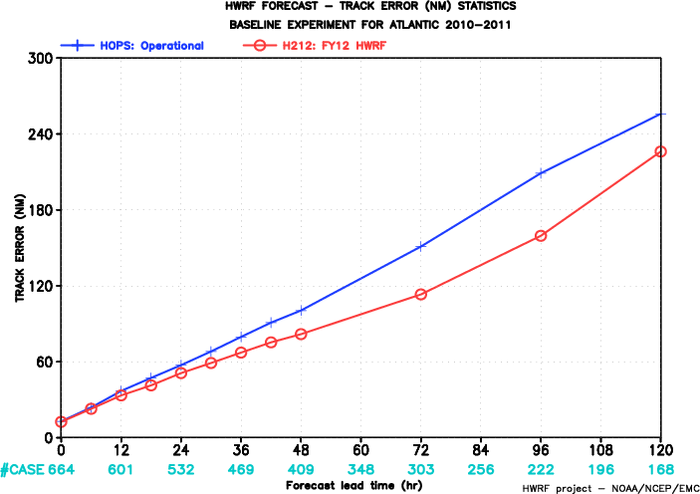 HWRF FORECAST – TRACK ERROR (NM) STATISTICS
BASELINE EXPERIMENT FOR ATLANTIC 2010–2011
HOPS: Operational H212: FY12 HWRF
300
240
180
120
60
0
TRACK ERROR (NM)
0 12 24 36 48 60 72 84 96 108 120
#CASE 664 601 532 469 409 348 303 256 222 196 168
Forecast lead time (hr)
HWRF project – NOAA/NCEP/EMC